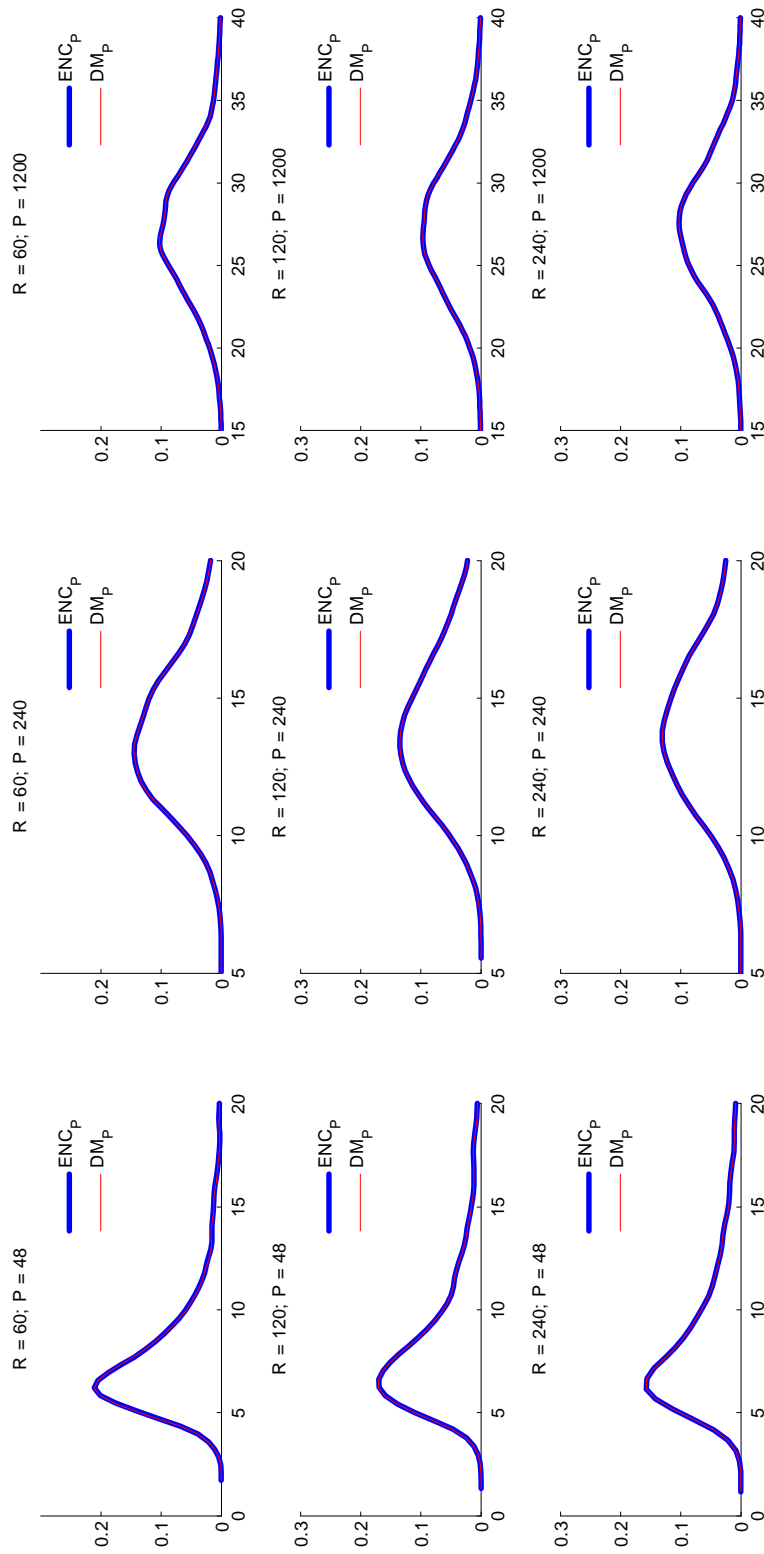 R = 60; P = 48
ENC_P
DM_P
0.2
0.1
0
0 5 10 15 20
R = 60; P = 240
ENC_P
DM_P
0.2
0.1
0
5 10 15 20
R = 60; P = 1200
ENC_P
DM_P
0.2
0.1
0
15 20 25 30 35 40
R = 120; P = 48
ENC_P
DM_P
0.3
0.2
0.1
0
0 5 10 15 20
R = 120; P = 240
ENC_P
DM_P
0.3
0.2
0.1
0
5 10 15 20
R = 120; P = 1200
ENC_P
DM_P
0.3
0.2
0.1
0
15 20 25 30 35 40
R = 240; P = 48
ENC_P
DM_P
0.3
0.2
0.1
0
0 5 10 15 20
R = 240; P = 240
ENC_P
DM_P
0.3
0.2
0.1
0
5 10 15 20
R = 240; P = 1200
ENC_P
DM_P
0.3
0.2
0.1
0
15 20 25 30 35 40